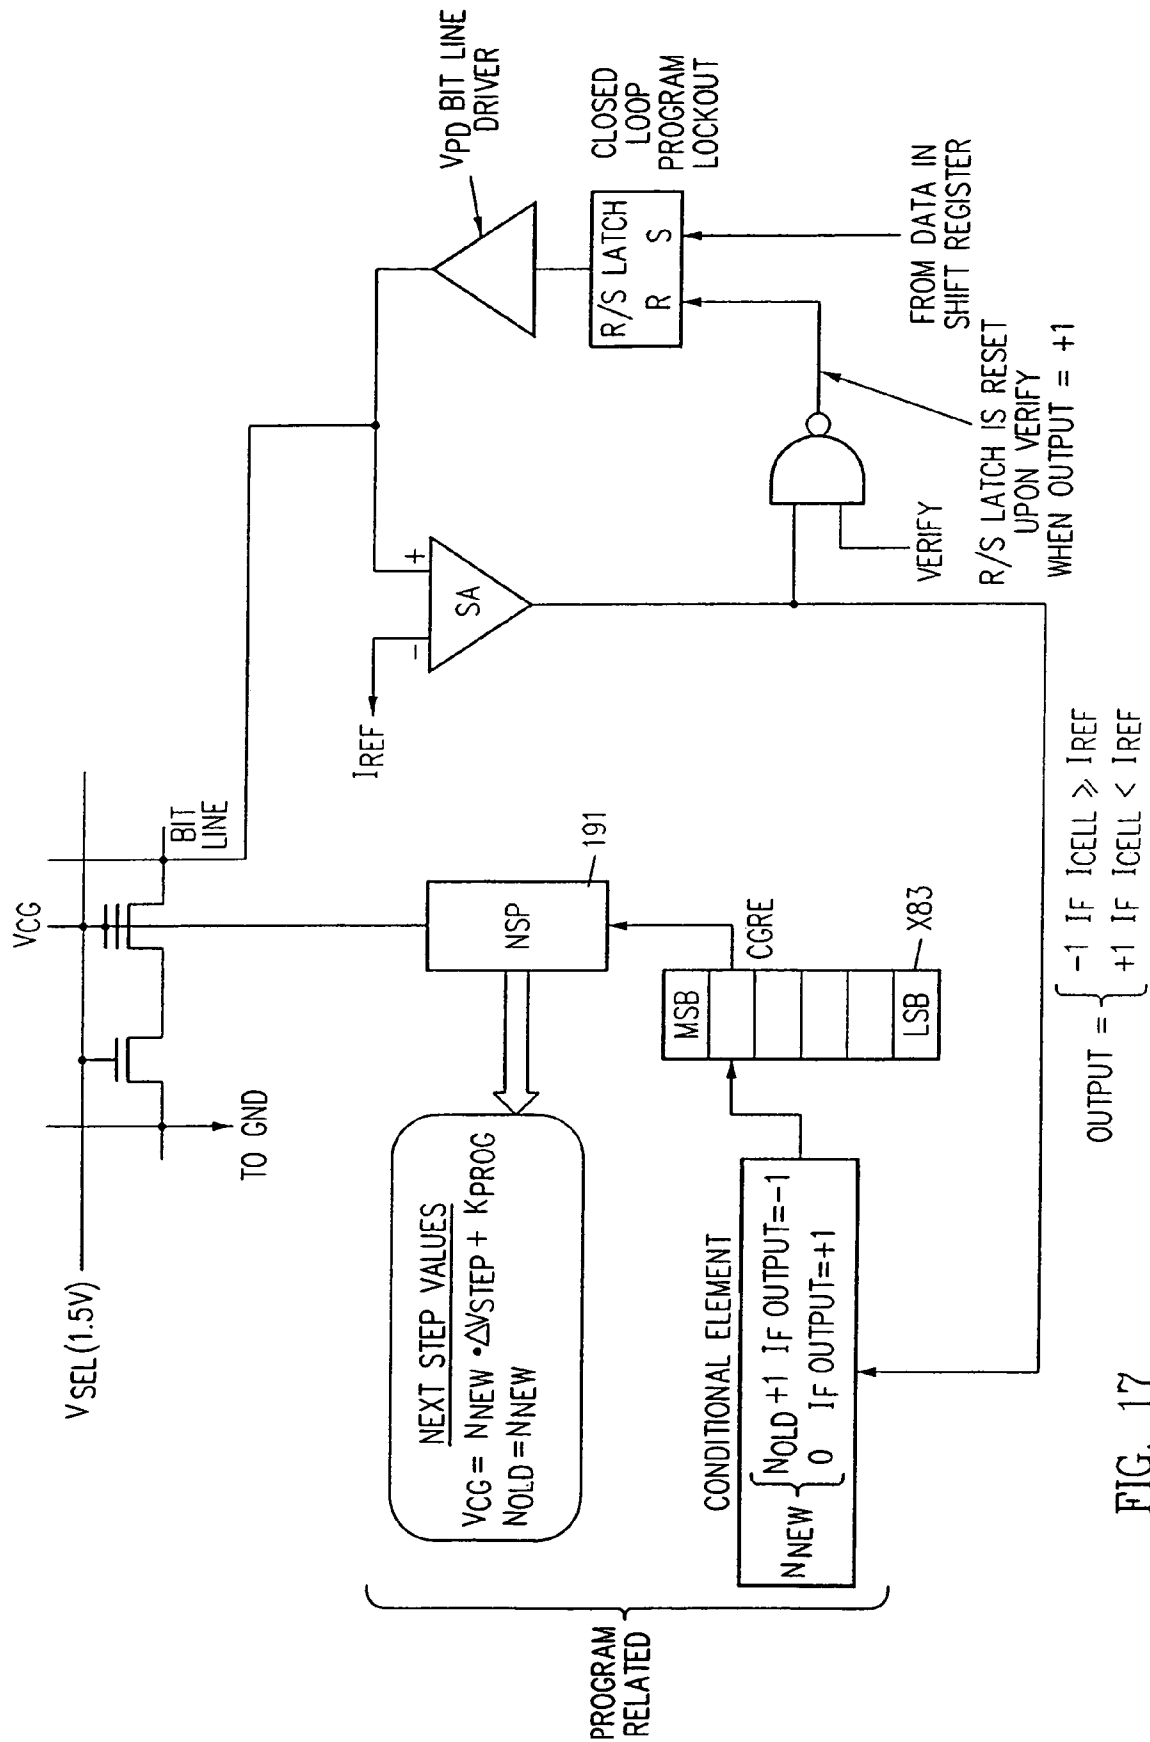 VSEL (1.5V)
VCG
TO GND
BIT
LINE
VPD BIT LINE
DRIVER
IREF
-
+
SA
R/S LATCH
R
S
CLOSED
LOOP
PROGRAM
LOCKOUT
FROM DATA IN
SHIFT REGISTER
VERIFY
R/S LATCH IS RESET
UPON VERIFY
WHEN OUTPUT = +1
PROGRAM
RELATED
NEXT STEP VALUES
VCG = NNEW • ΔVSTEP + KPROG
NOLD = NNEW
NSP
191
CONDITIONAL ELEMENT
NNEW { NOLD +1 IF OUTPUT=-1
0 IF OUTPUT=+1
MSB
LSB
CGRE
X83
OUTPUT = { -1 IF ICELL ⩾ IREF
+1 IF ICELL < IREF
FIG. 17